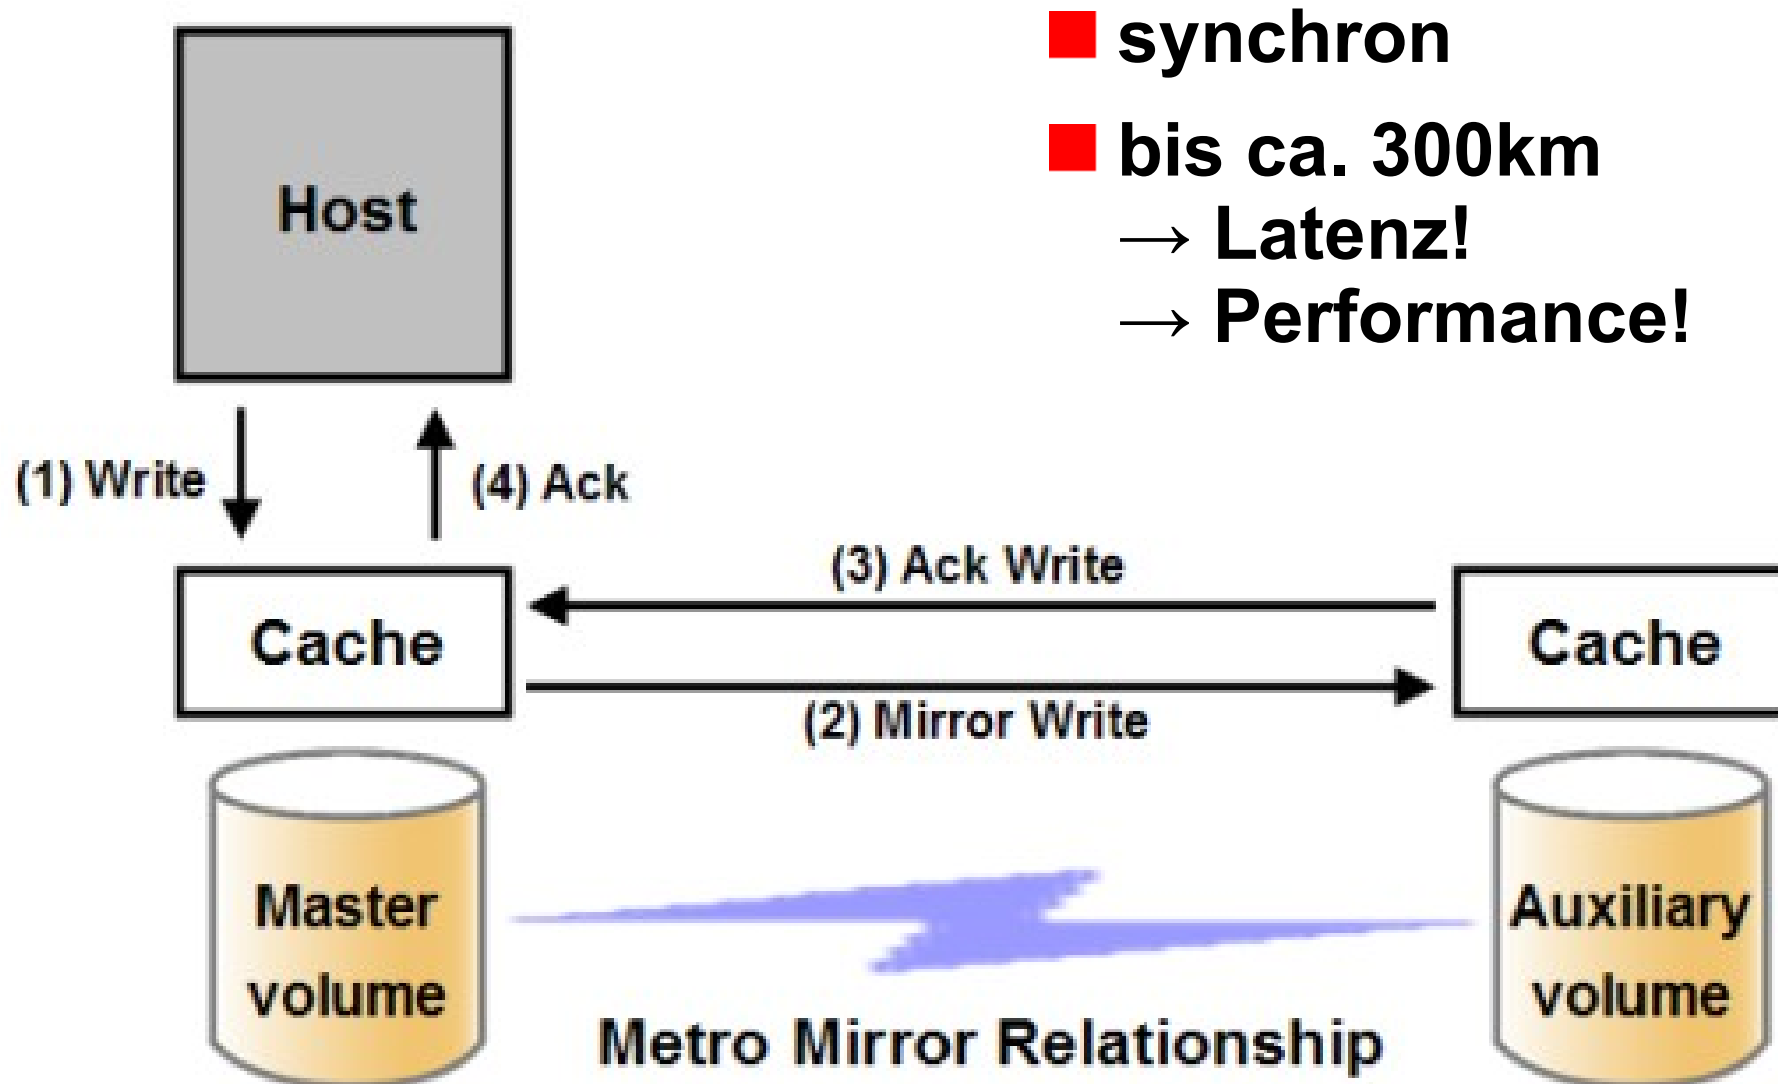 synchron
bis ca. 300km
→ Latenz!
→ Performance!
Host
(1) Write
(4) Ack
(3) Ack Write
Cache
Cache
(2) Mirror Write
Master
volume
Auxiliary
volume
Metro Mirror Relationship